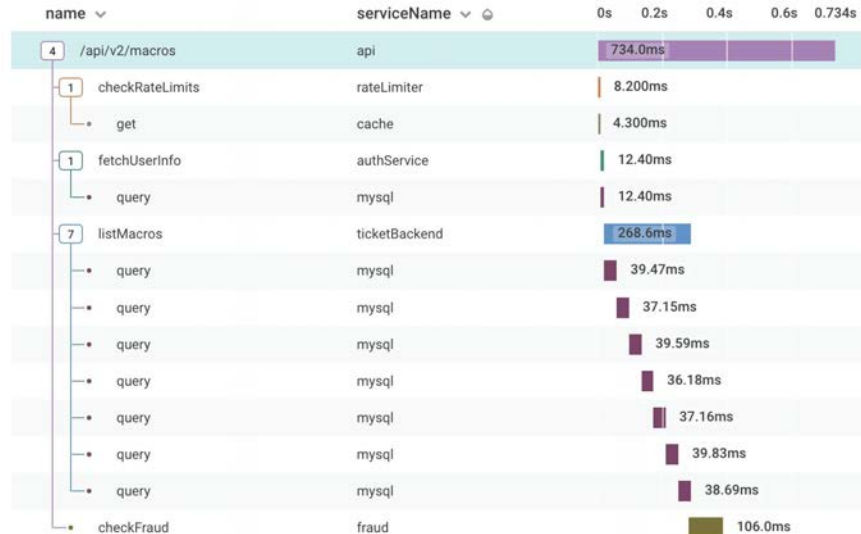 name serviceName 0s 0.2s 0.4s 0.6s 0.734s
4 /api/v2/macros api 734.0ms
1 checkRateLimits rateLimiter 8.200ms
get cache 4.300ms
1 fetchUserInfo authService 12.40ms
query mysql 12.40ms
7 listMacros ticketBackend 268.6ms
query mysql 39.47ms
query mysql 37.15ms
query mysql 39.59ms
query mysql 36.18ms
query mysql 37.16ms
query mysql 39.83ms
query mysql 38.69ms
checkFraud fraud 106.0ms